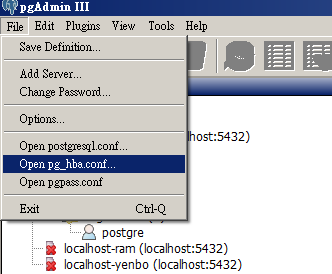 pgAdmin III
File Edit Plugins View Tools Help
Save Definition...
Add Server...
Change Password...
Options...
Open postgresql.conf...
Open pg_hba.conf...
Open pgpass.conf
Exit Ctrl-Q
(localhost:5432)
postgre
localhost-ram (localhost:5432)
localhost-yenbo (localhost:5432)